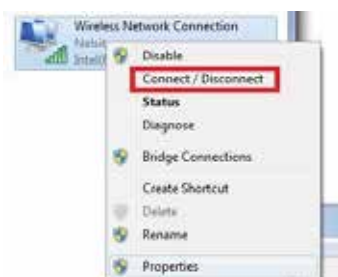 Wireless Network Connection
Disable
Connect / Disconnect
Status
Diagnose
Bridge Connections
Create Shortcut
Delete
Rename
Properties